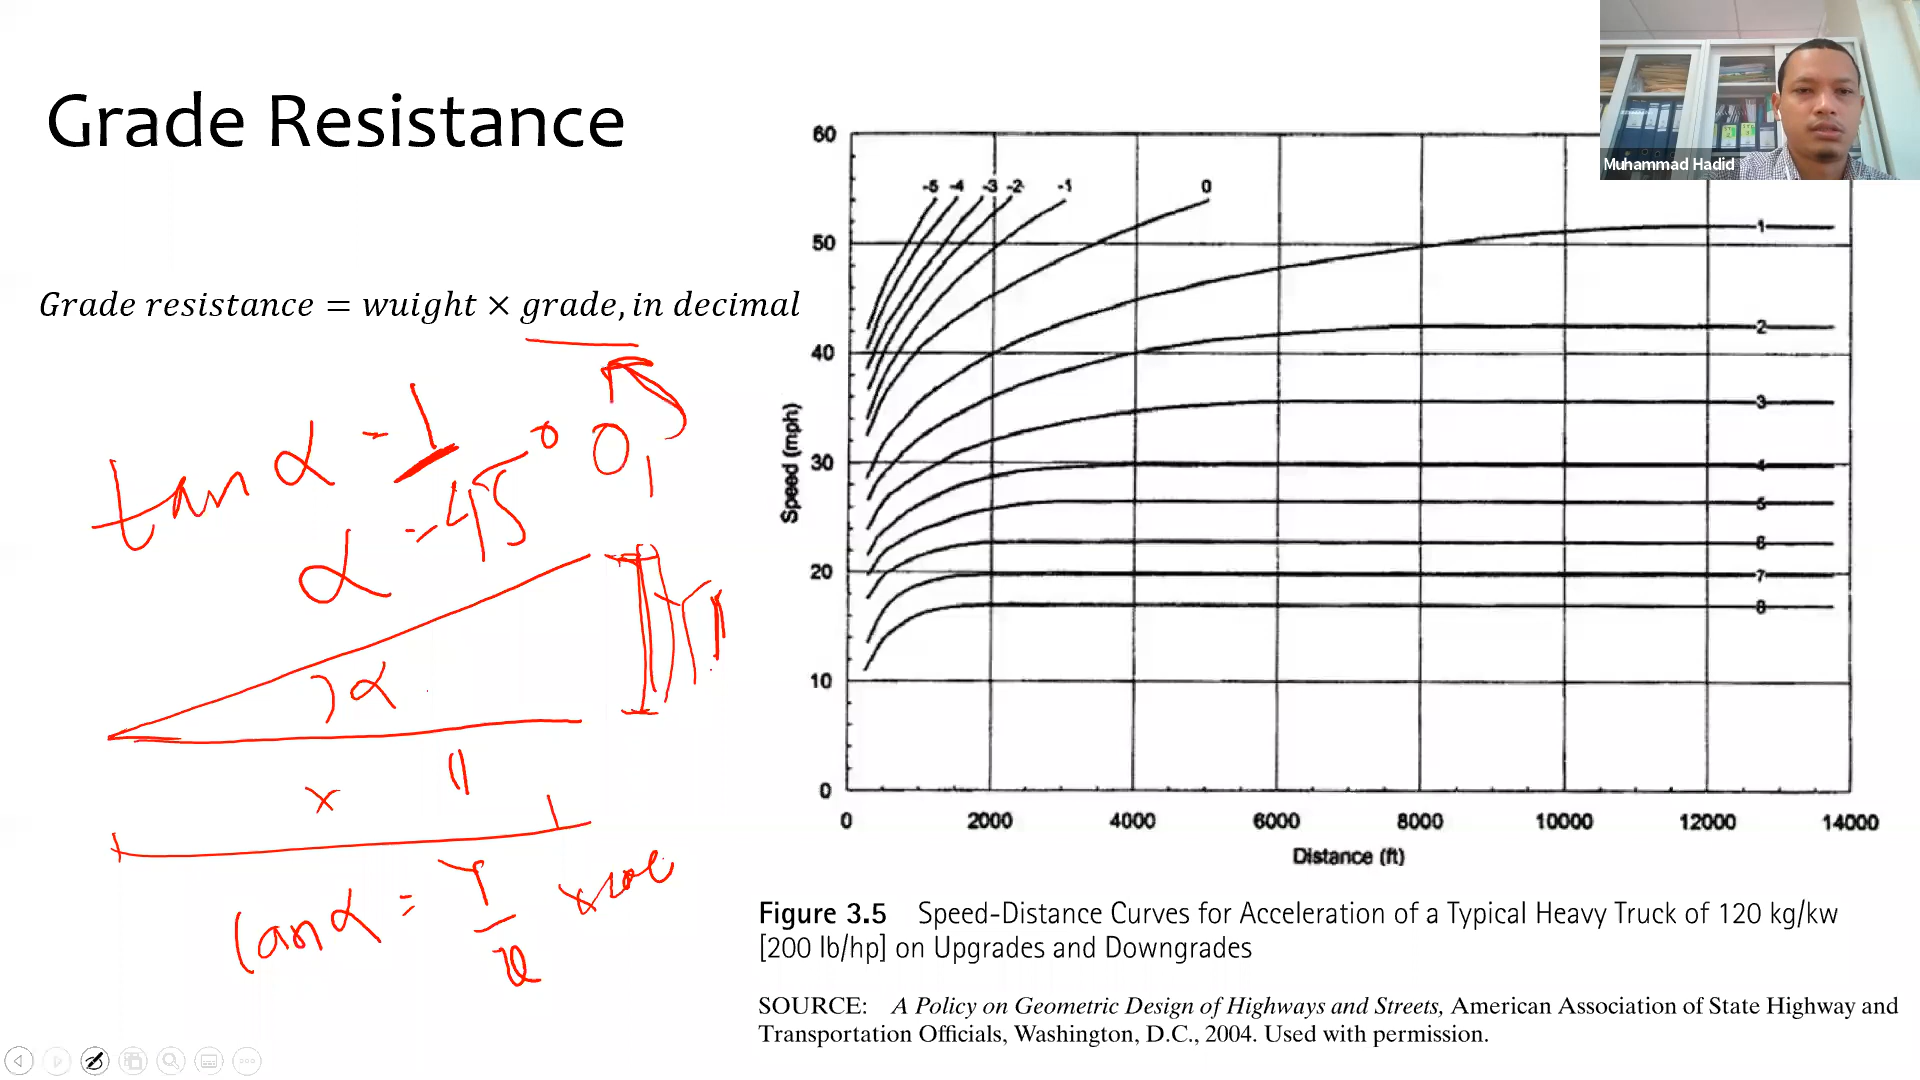 Grade Resistance
Muhammad Hadid
Grade resistance = wuight × grade, in decimal
tan α = 1
α = 45°
0,1
α
x
tan α =
60
50
40
30
20
10
0
Speed (mph)
-5 -4 -3 -2 -1 0
1
2
3
4
5
6
7
8
0 2000 4000 6000 8000 10000 12000 14000
Distance (ft)
Figure 3.5 Speed-Distance Curves for Acceleration of a Typical Heavy Truck of 120 kg/kw
[200 lb/hp] on Upgrades and Downgrades
SOURCE: A Policy on Geometric Design of Highways and Streets, American Association of State Highway and
Transportation Officials, Washington, D.C., 2004. Used with permission.